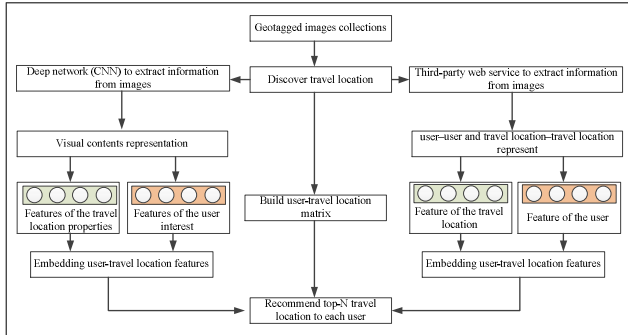 Geotagged images collections
Deep network (CNN) to extract information
from images
Discover travel location
Third-party web service to extract information
from images
Visual contents representation
user–user and travel location–travel location
represent
Features of the travel
location properties
Features of the user
interest
Build user-travel location
matrix
Feature of the travel
location
Feature of the user
Embedding user-travel location features
Embedding user-travel location features
Recommend top-N travel
location to each user